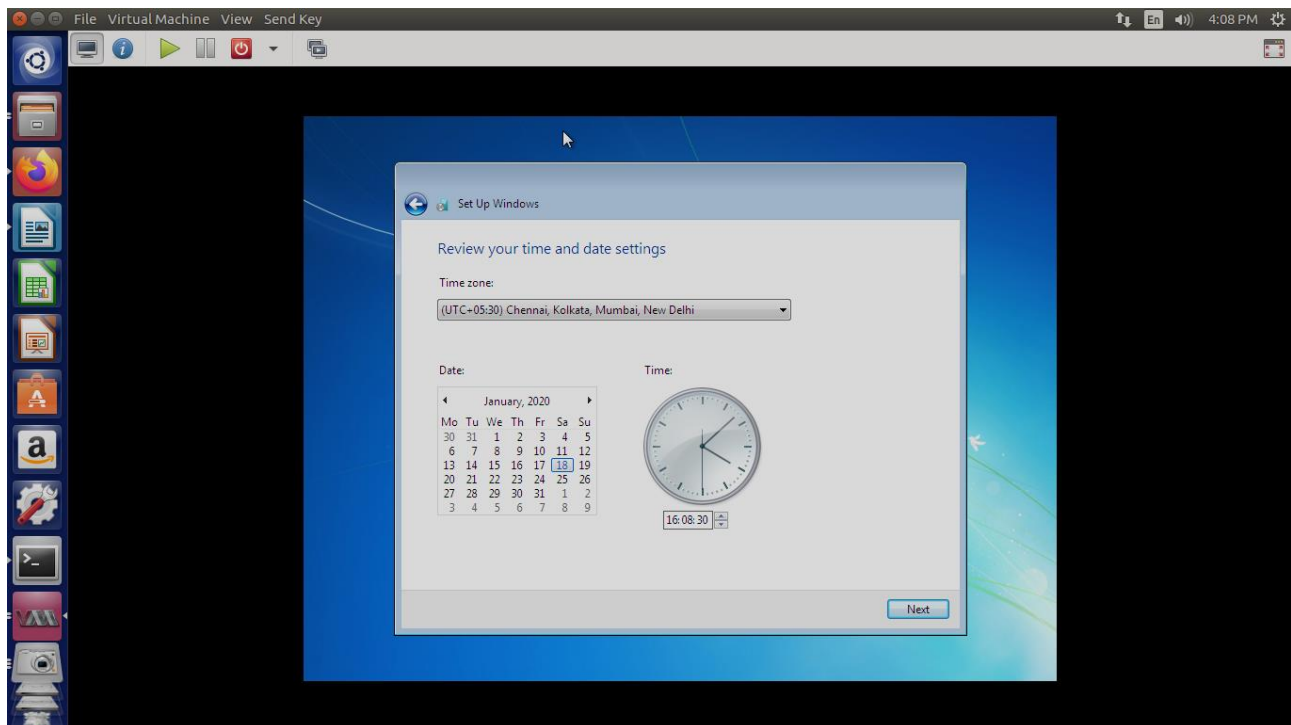 File Virtual Machine View Send Key
En 4:08 PM
Set Up Windows
Review your time and date settings
Time zone:
(UTC+05:30) Chennai, Kolkata, Mumbai, New Delhi
Date: Time:
January, 2020
Mo Tu We Th Fr Sa Su
30 31 1 2 3 4 5
6 7 8 9 10 11 12
13 14 15 16 17 18 19
20 21 22 23 24 25 26
27 28 29 30 31 1 2
3 4 5 6 7 8 9
16:08:30
Next